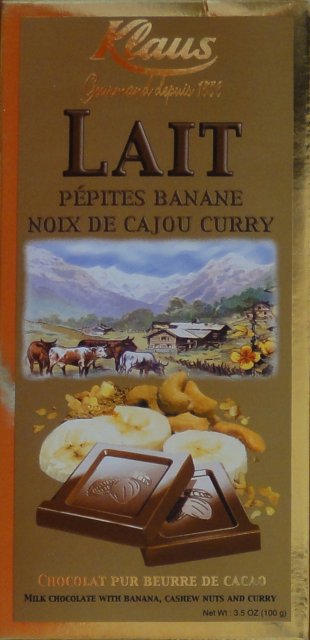 Klaus
Gourmand depuis 1856
LAIT
PÉPITES BANANE
NOIX DE CAJOU CURRY
CHOCOLAT PUR BEURRE DE CACAO
MILK CHOCOLATE WITH BANANA, CASHEW NUTS AND CURRY
Net Wt : 3.5 OZ (100 g)